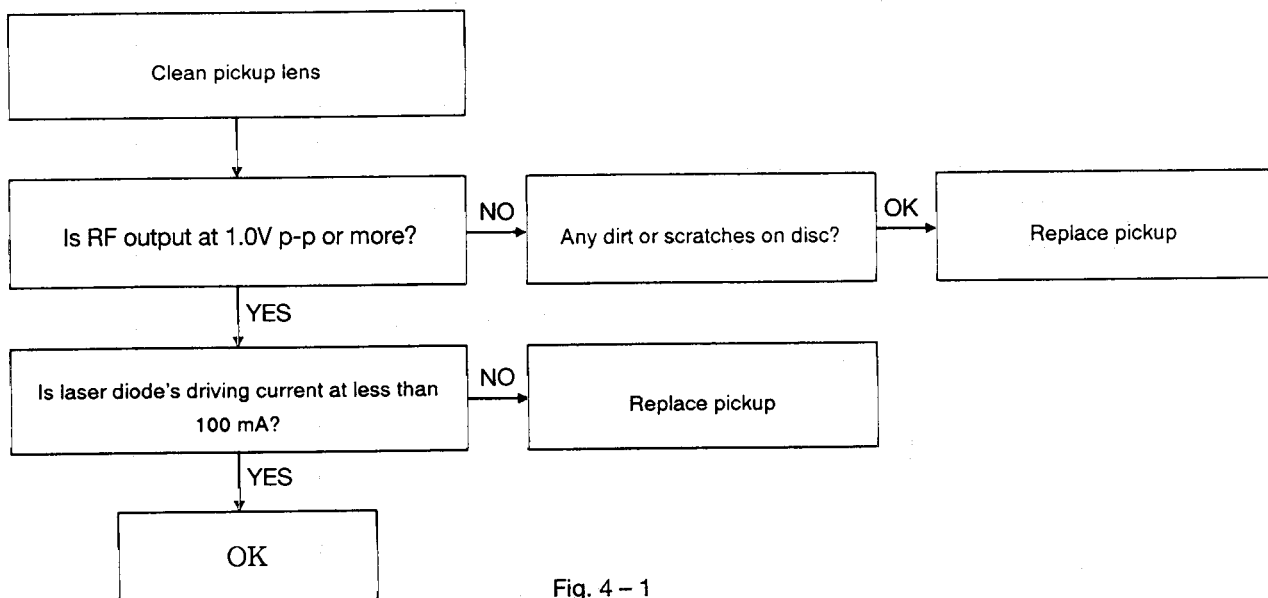 Clean pickup lens
Is RF output at 1.0V p-p or more?
NO
Any dirt or scratches on disc?
OK
Replace pickup
YES
Is laser diode's driving current at less than
100 mA?
NO
Replace pickup
YES
OK
Fig. 4 – 1